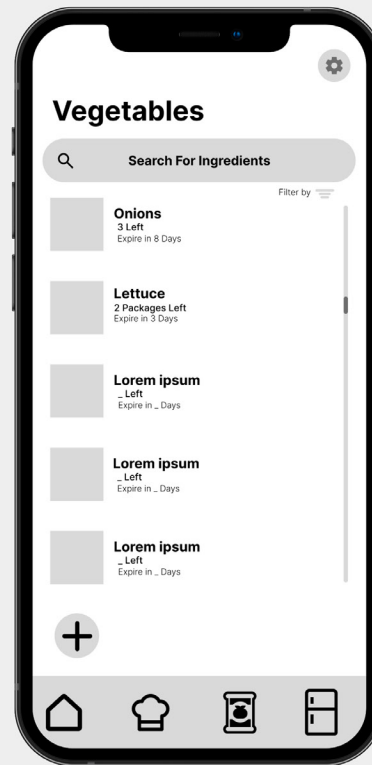 Vegetables
Search For Ingredients
Filter by
Onions
3 Left
Expire in 8 Days
Lettuce
2 Packages Left
Expire in 3 Days
Lorem ipsum
_ Left
Expire in _ Days
Lorem ipsum
_ Left
Expire in _ Days
Lorem ipsum
_ Left
Expire in _ Days